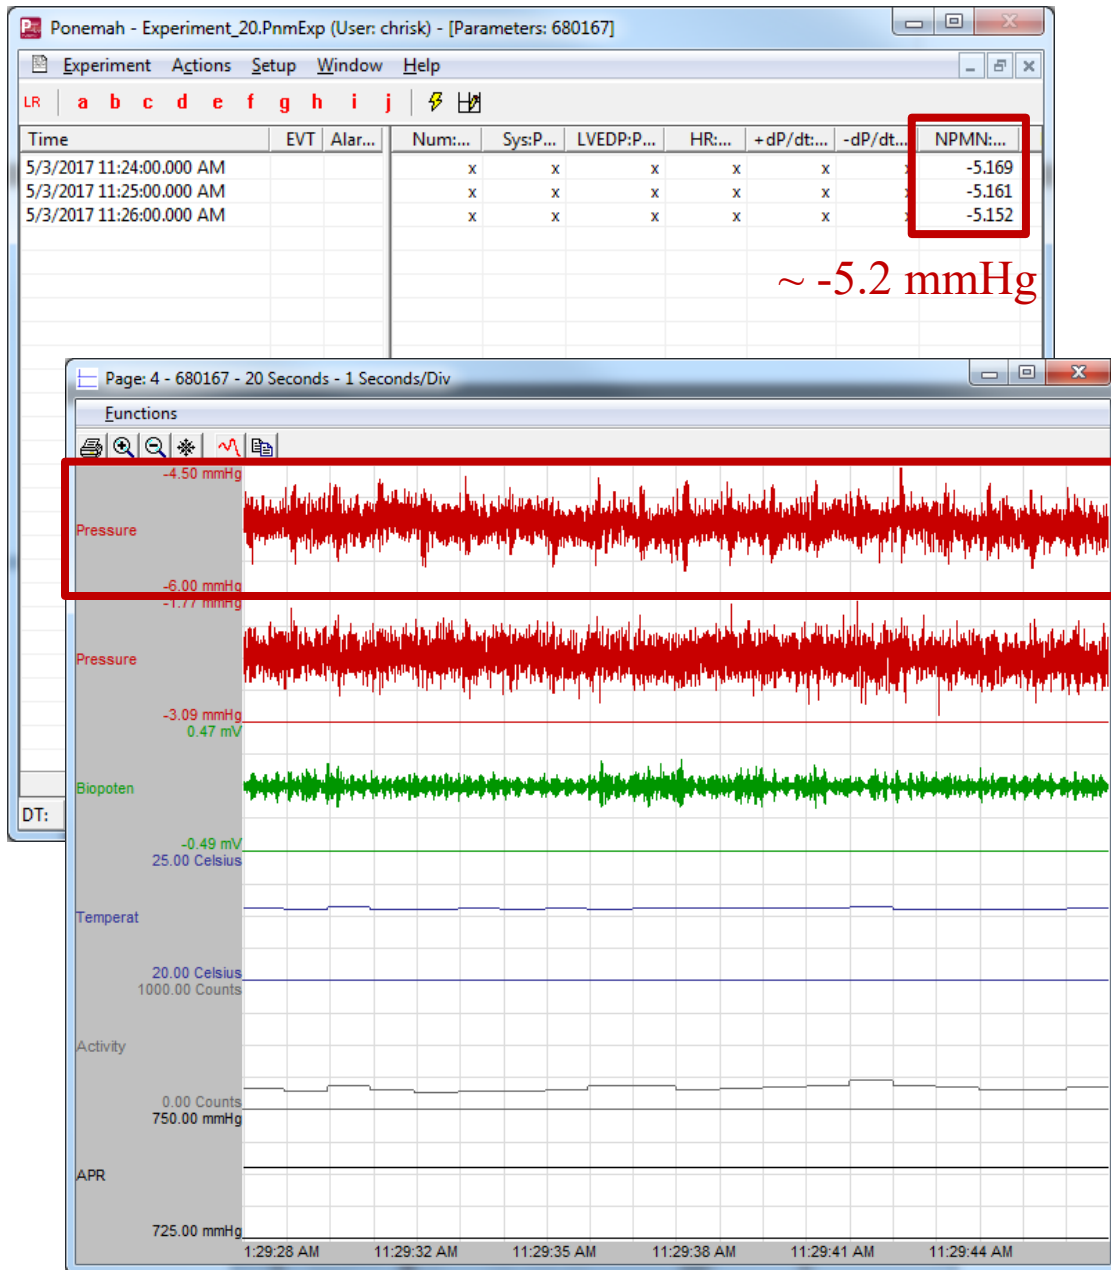 Ponemah - Experiment_20.PnmExp (User: chrisk) - [Parameters: 680167]
Experiment Actions Setup Window Help
LR a b c d e f g h i j
Time EVT Alar... Num:... Sys:P... LVEDP:P... HR:... +dP/dt:... -dP/dt... NPMN:...
5/3/2017 11:24:00.000 AM x x x x x x -5.169
5/3/2017 11:25:00.000 AM x x x x x x -5.161
5/3/2017 11:26:00.000 AM x x x x x x -5.152
~ -5.2 mmHg
Page: 4 - 680167 - 20 Seconds - 1 Seconds/Div
Functions
-4.50 mmHg
Pressure
-6.00 mmHg
-1.77 mmHg
Pressure
-3.09 mmHg
0.47 mV
Biopoten
-0.49 mV
25.00 Celsius
Temperat
20.00 Celsius
1000.00 Counts
Activity
0.00 Counts
750.00 mmHg
APR
725.00 mmHg
1:29:28 AM 11:29:32 AM 11:29:35 AM 11:29:38 AM 11:29:41 AM 11:29:44 AM
DT: